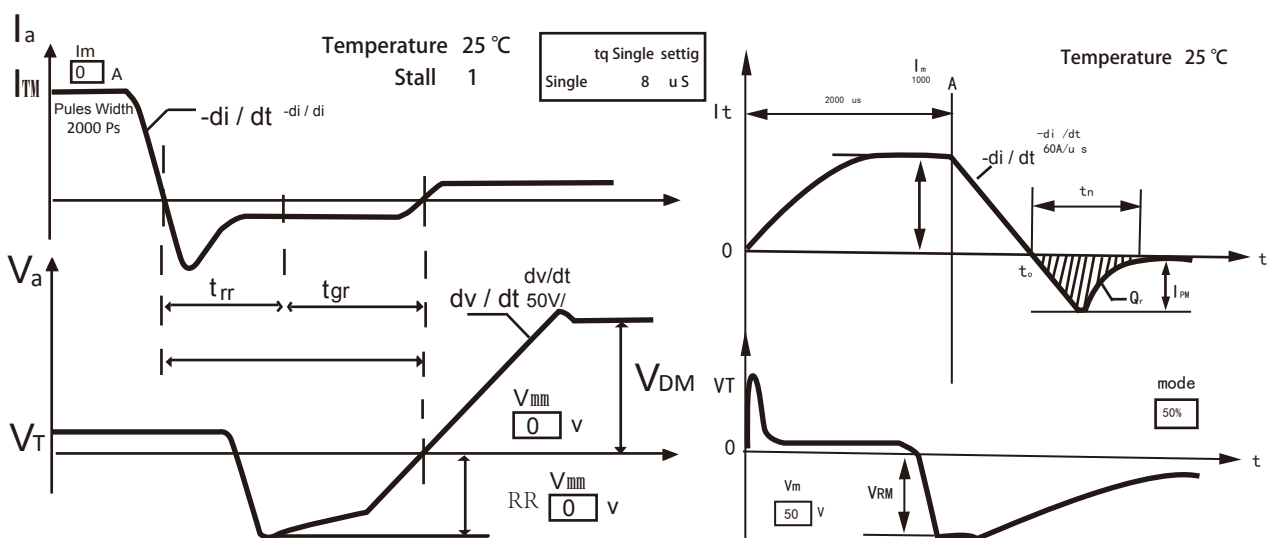 Ia
Im
0 A
ITM
Pules Width
2000 Ps
-di / dt -di / di
Temperature 25 ℃
Stall 1
tq Single settig
Single 8 u S
Va
trr
tgr
dv / dt
dv/dt
50V/
VDM
VT
Vmm
0 v
RR
Vmm
0 v
Temperature 25 ℃
Im
1000
A
It
2000 us
-di / dt
-di /dt
60A/u s
tn
0
to
t
Qr
IPM
VT
mode
50%
0
t
Vm
50 V
VRM